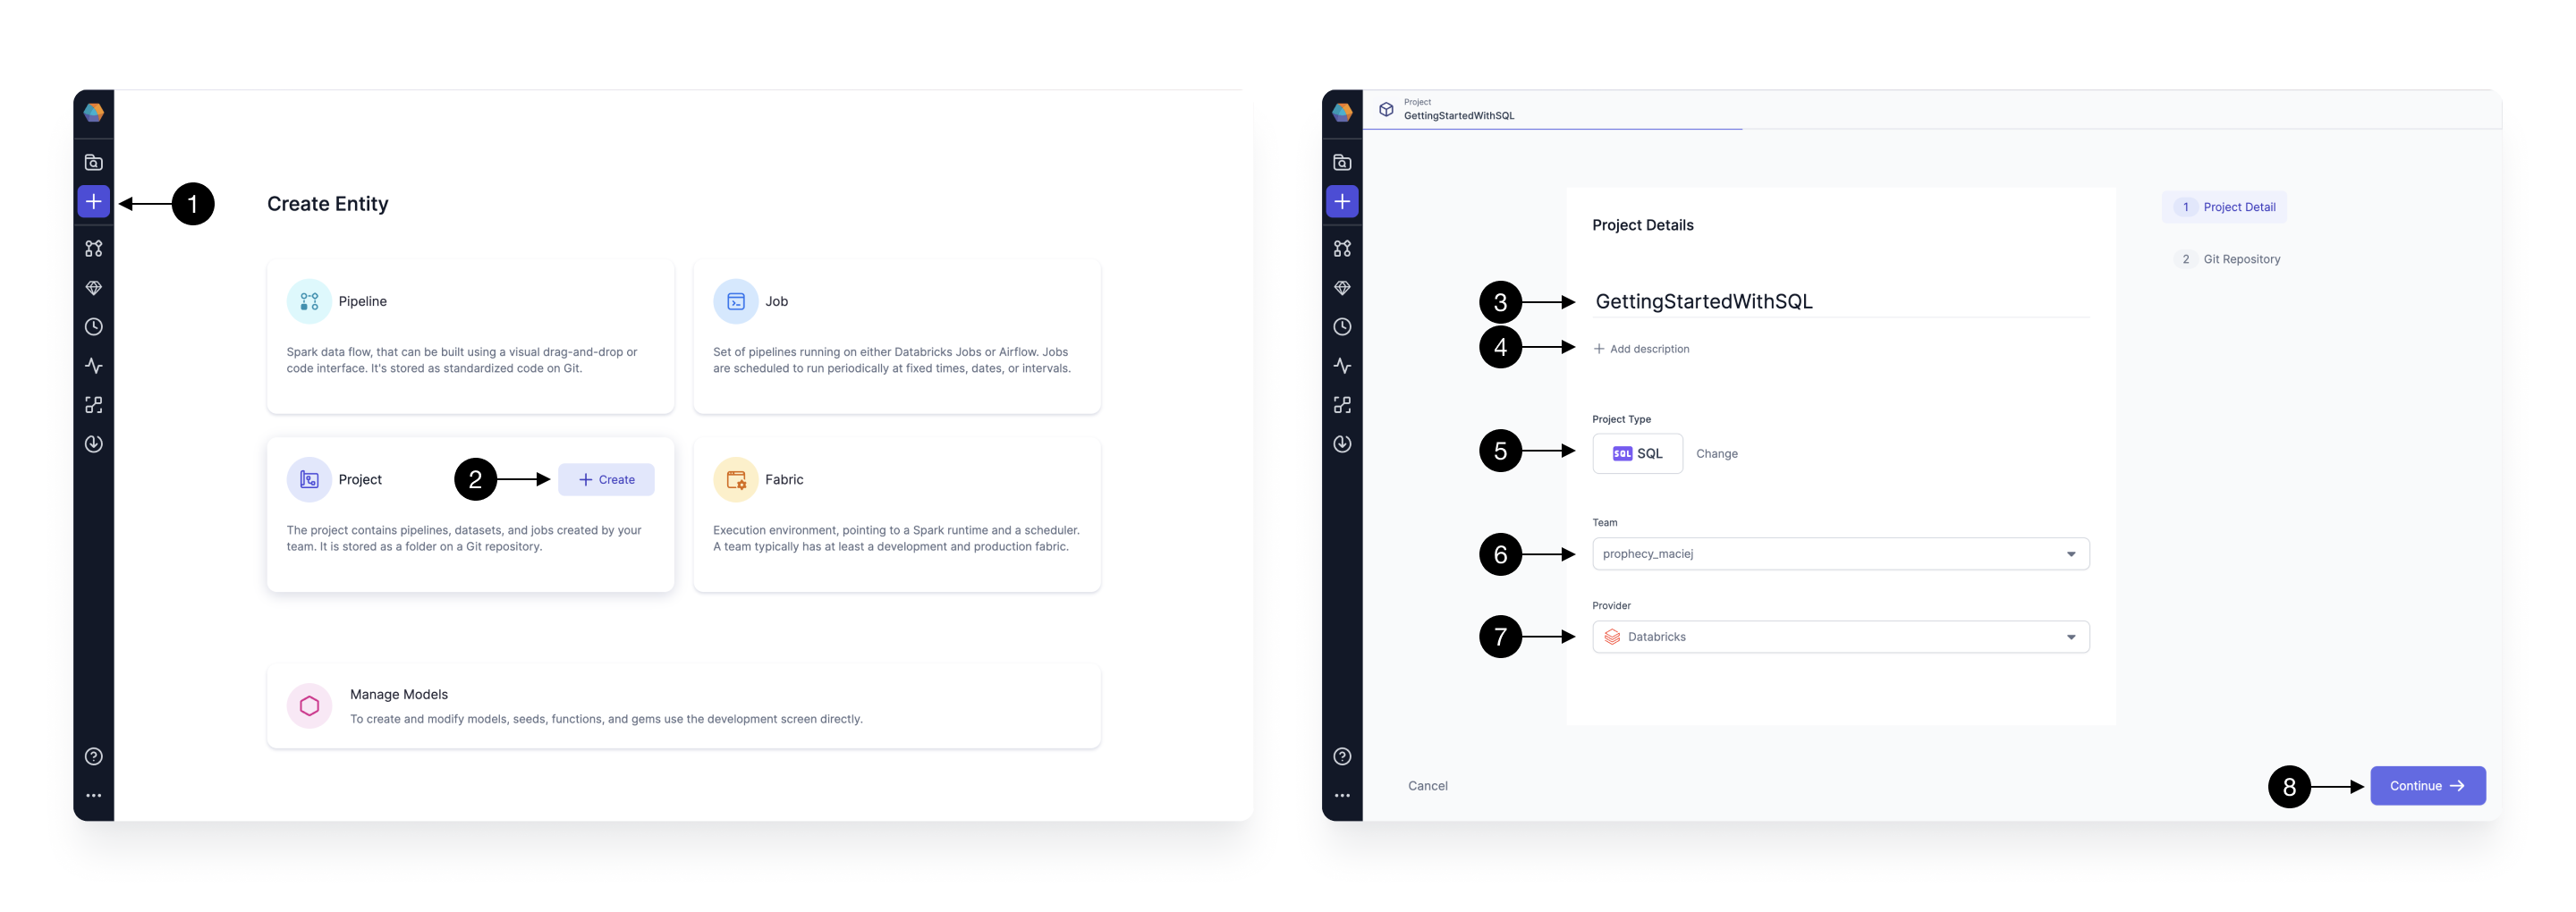 1
Create Entity
Pipeline
Spark data flow, that can be built using a visual drag-and-drop or
code interface. It's stored as standardized code on Git.
Job
Set of pipelines running on either Databricks Jobs or Airflow. Jobs
are scheduled to run periodically at fixed times, dates, or intervals.
Project
2
+ Create
The project contains pipelines, datasets, and jobs created by your
team. It is stored as a folder on a Git repository.
Fabric
Execution environment, pointing to a Spark runtime and a scheduler.
A team typically has at least a development and production fabric.
Manage Models
To create and modify models, seeds, functions, and gems use the development screen directly.
Project
GettingStartedWithSQL
Project Details
3
GettingStartedWithSQL
4
+ Add description
Project Type
5
SQL SQL Change
Team
6
prophecy_maciej
Provider
7
Databricks
1 Project Detail
2 Git Repository
Cancel
8
Continue →